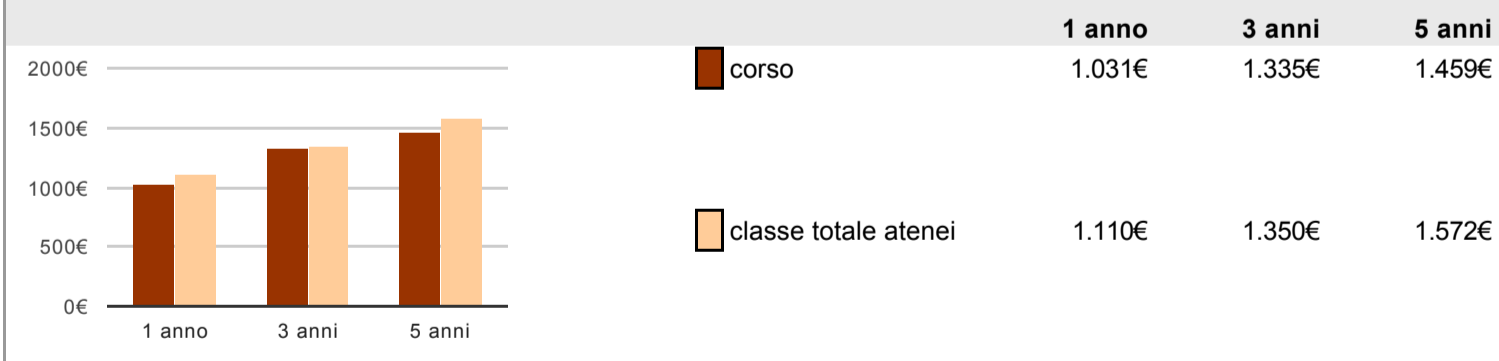 1 anno 3 anni 5 anni
2000€
1500€
1000€
500€
0€
1 anno 3 anni 5 anni
corso 1.031€ 1.335€ 1.459€
classe totale atenei 1.110€ 1.350€ 1.572€